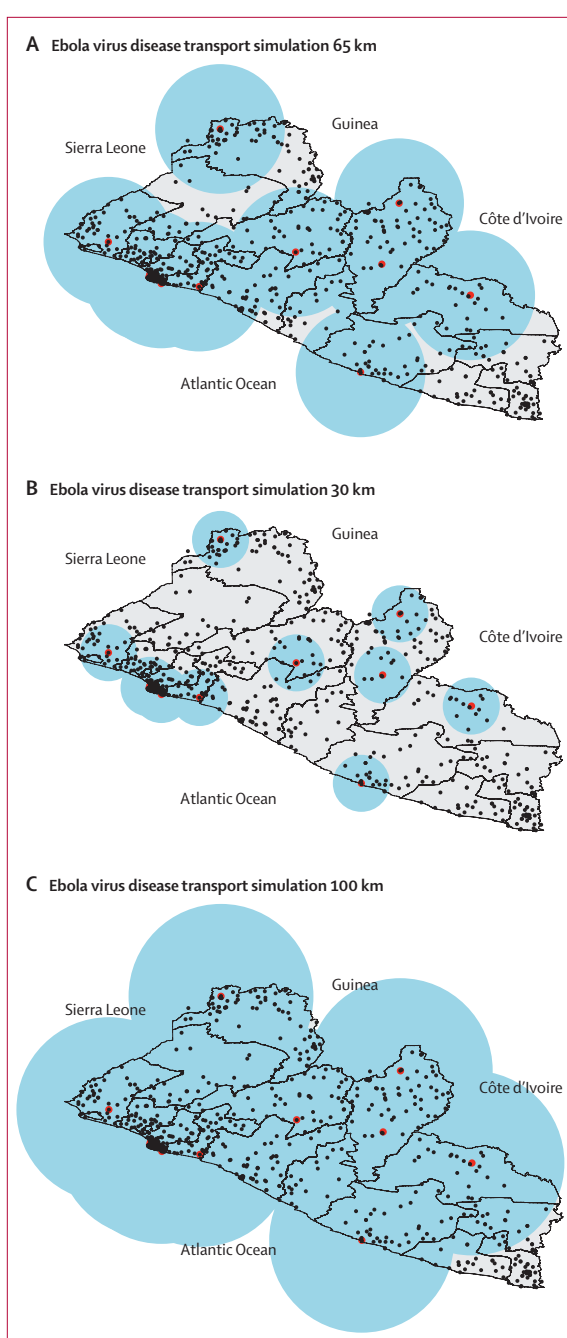 A Ebola virus disease transport simulation 65 km
Guinea
Sierra Leone
Côte d'Ivoire
Atlantic Ocean
B Ebola virus disease transport simulation 30 km
Guinea
Sierra Leone
Côte d'Ivoire
Atlantic Ocean
C Ebola virus disease transport simulation 100 km
Guinea
Sierra Leone
Côte d'Ivoire
Atlantic Ocean